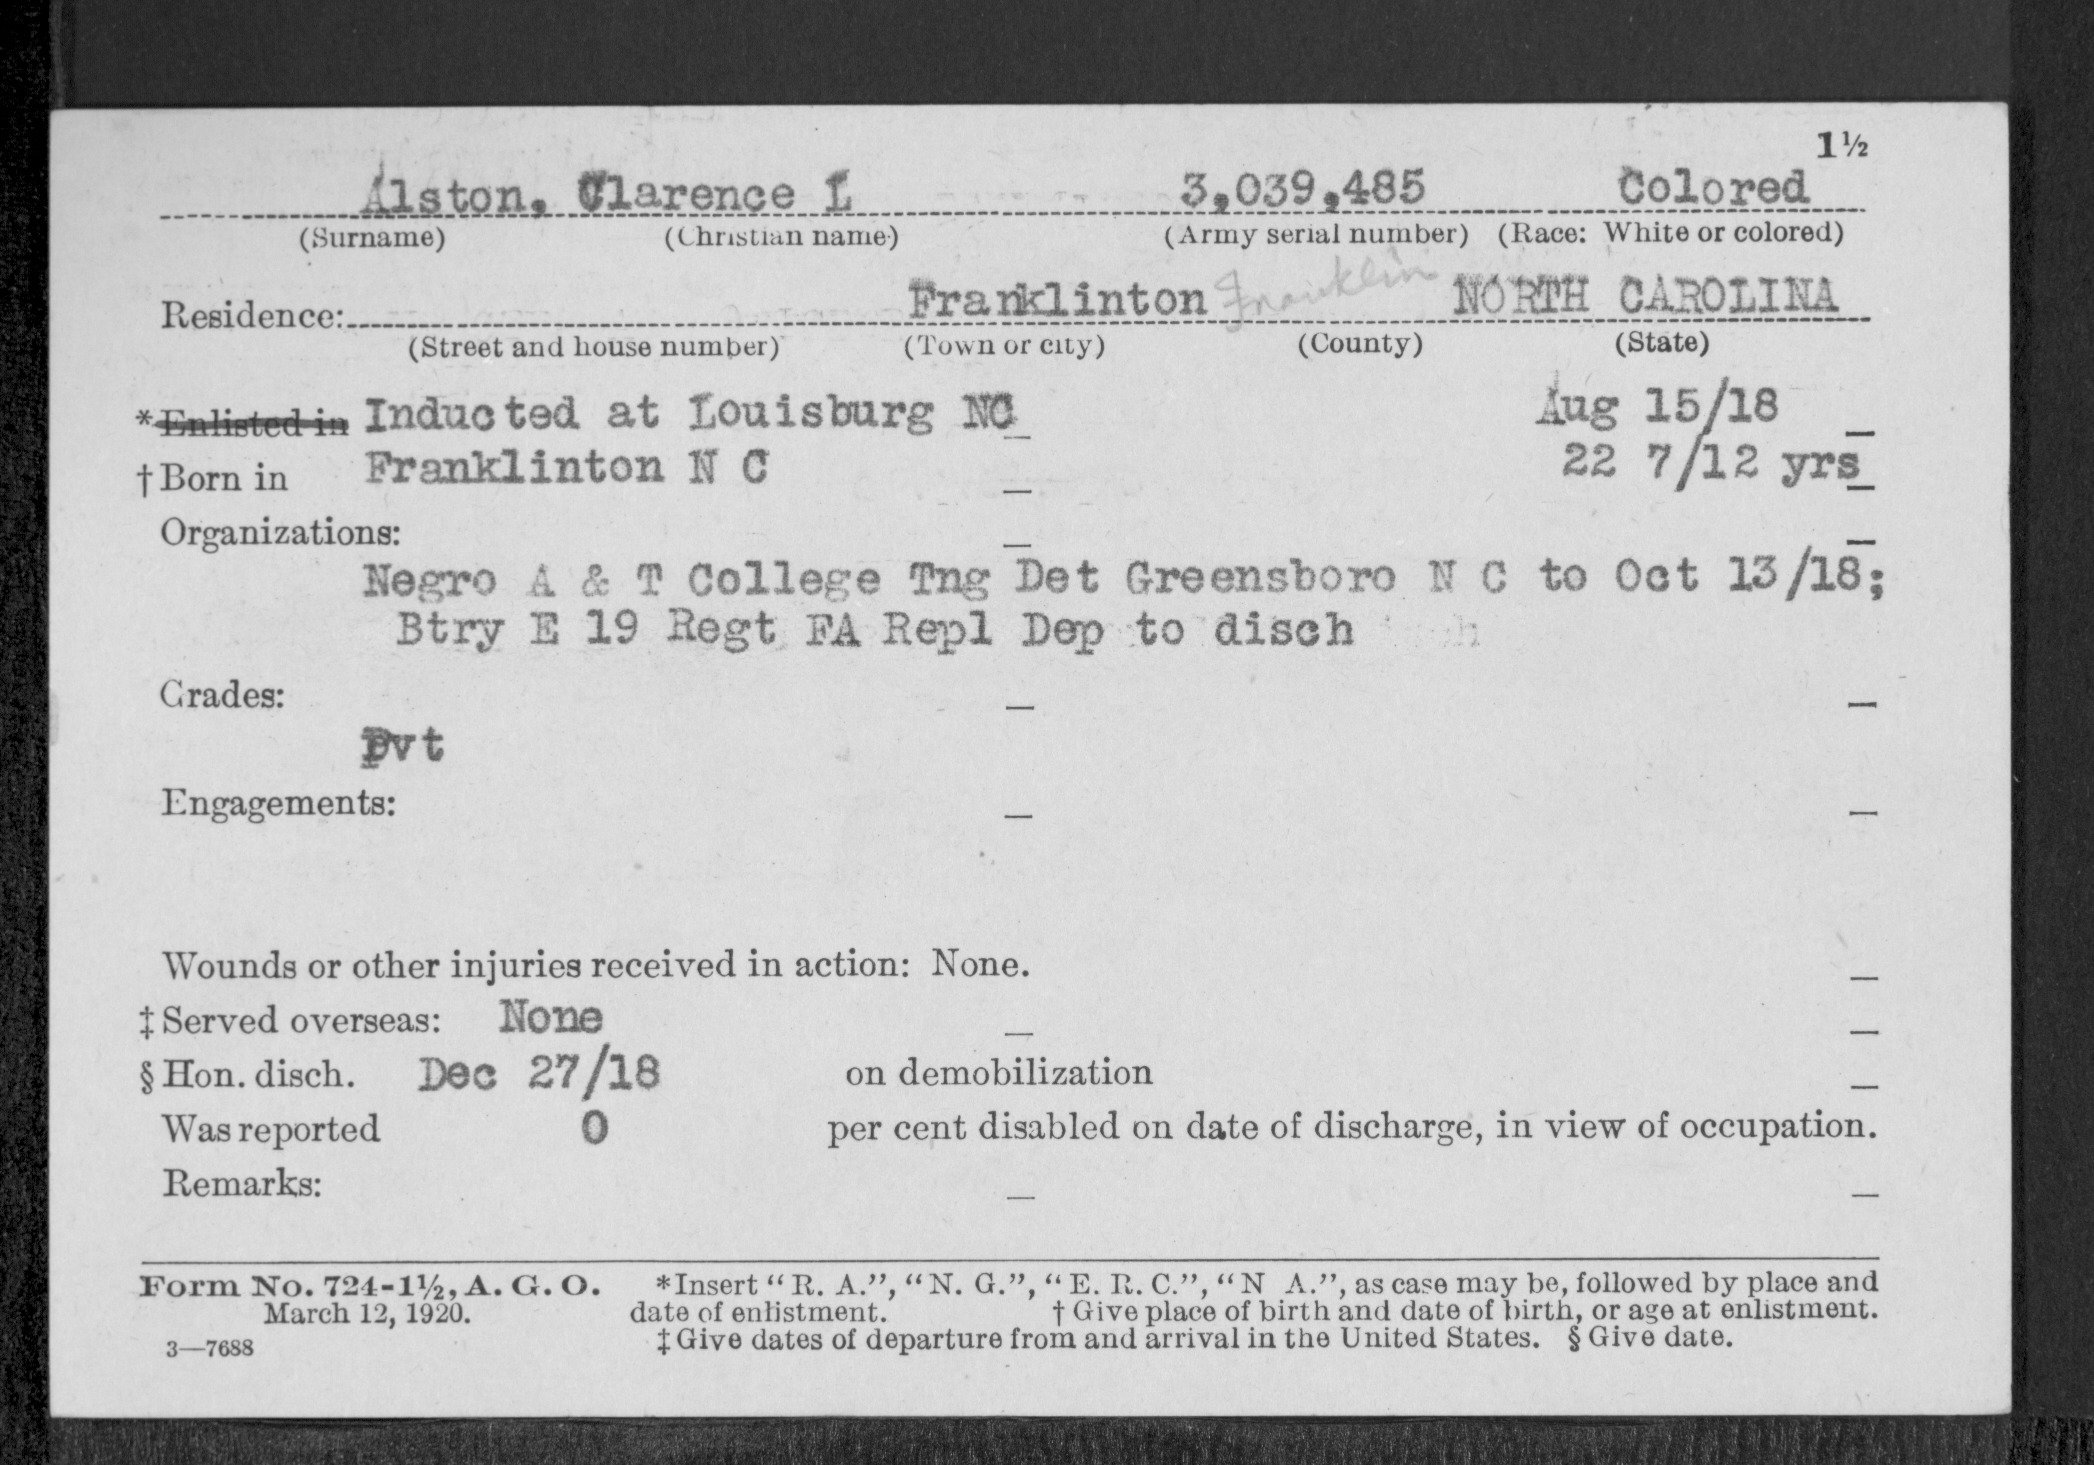 1½
Alston, Clarence L 3,039,485 Colored
(Surname) (Christian name) (Army serial number) (Race: White or colored)
Residence: Franklinton Franklin NORTH CAROLINA
(Street and house number) (Town or city) (County) (State)
*Enlisted in Inducted at Louisburg NC Aug 15/18
†Born in Franklinton N C 22 7/12 yrs
Organizations:
Negro A & T College Tng Det Greensboro N C to Oct 13/18;
Btry E 19 Regt FA Repl Dep to disch
Grades:
Pvt
Engagements:
Wounds or other injuries received in action: None.
‡Served overseas: None
§Hon. disch. Dec 27/18 on demobilization
Was reported 0 per cent disabled on date of discharge, in view of occupation.
Remarks:
Form No. 724-1½, A. G. O. *Insert "R. A.", "N. G.", "E. R. C.", "N A.", as case may be, followed by place and
March 12, 1920. date of enlistment. †Give place of birth and date of birth, or age at enlistment.
3—7688 ‡Give dates of departure from and arrival in the United States. §Give date.